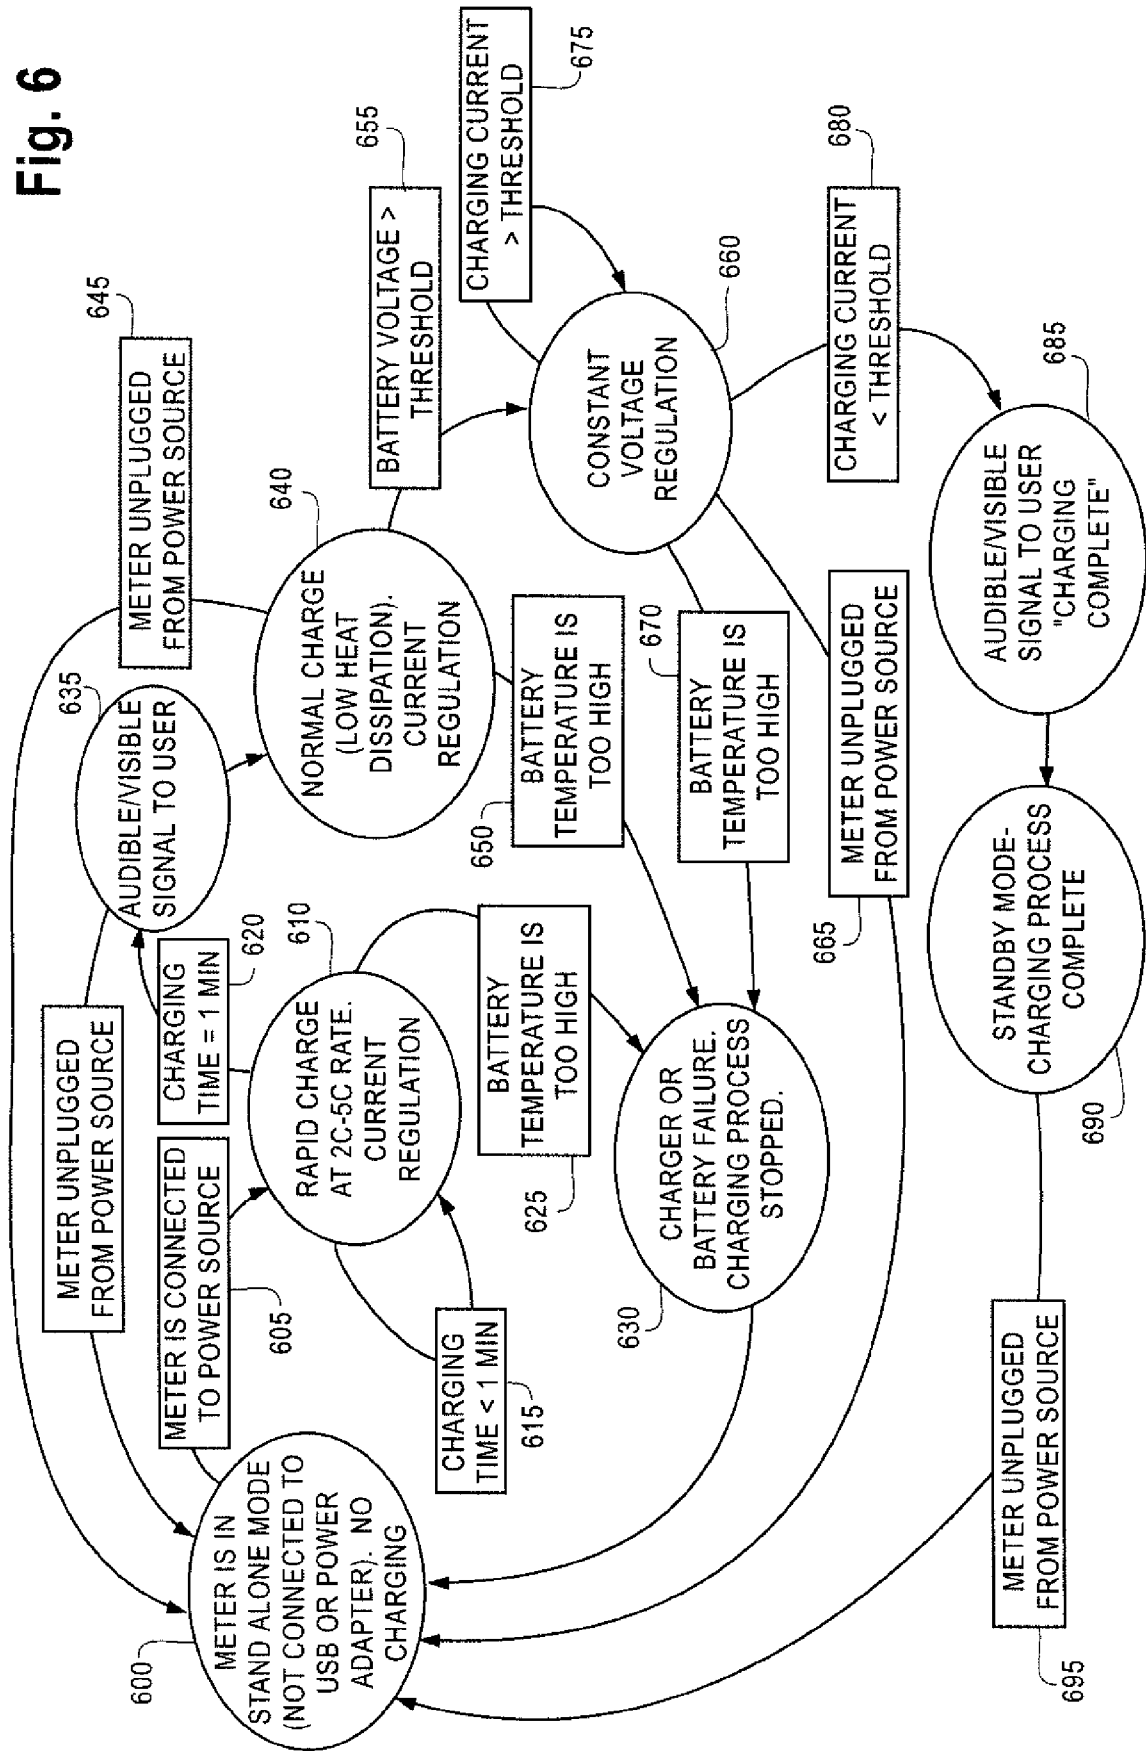 Fig. 6
METER IS IN
STAND ALONE MODE
(NOT CONNECTED TO
USB OR POWER
ADAPTER). NO
CHARGING
600
METER IS CONNECTED
TO POWER SOURCE
605
METER UNPLUGGED
FROM POWER SOURCE
RAPID CHARGE
AT 2C-5C RATE.
CURRENT
REGULATION
610
CHARGING
TIME < 1 MIN
615
CHARGING
TIME = 1 MIN
620
BATTERY
TEMPERATURE IS
TOO HIGH
625
CHARGER OR
BATTERY FAILURE.
CHARGING PROCESS
STOPPED.
630
AUDIBLE/VISIBLE
SIGNAL TO USER
635
NORMAL CHARGE
(LOW HEAT
DISSIPATION).
CURRENT
REGULATION
640
METER UNPLUGGED
FROM POWER SOURCE
645
BATTERY
TEMPERATURE IS
TOO HIGH
650
BATTERY VOLTAGE >
THRESHOLD
655
CONSTANT
VOLTAGE
REGULATION
660
METER UNPLUGGED
FROM POWER SOURCE
665
BATTERY
TEMPERATURE IS
TOO HIGH
670
CHARGING CURRENT
> THRESHOLD
675
CHARGING CURRENT
< THRESHOLD
680
AUDIBLE/VISIBLE
SIGNAL TO USER
"CHARGING
COMPLETE"
685
STANDBY MODE-
CHARGING PROCESS
COMPLETE
690
METER UNPLUGGED
FROM POWER SOURCE
695